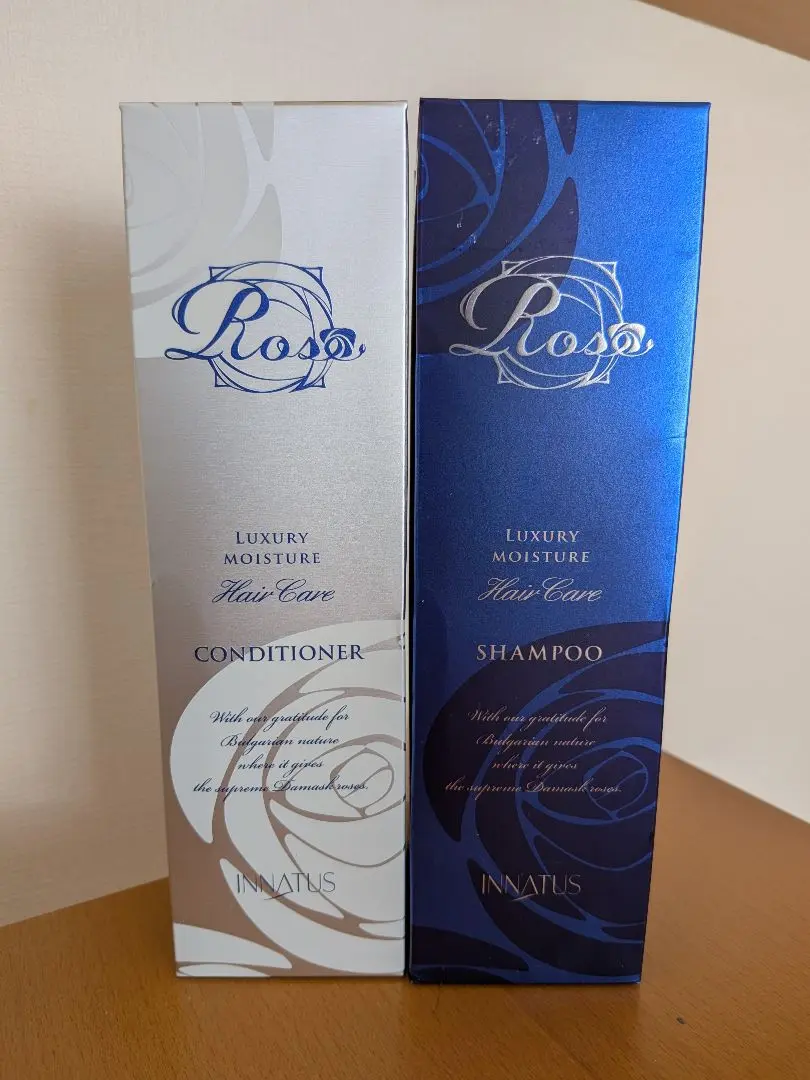 Rose
LUXURY
MOISTURE
Hair Care
CONDITIONER
With our gratitude for
Bulgarian nature
where it gives
the supreme Damask roses.
INNATUS
Rose
LUXURY
MOISTURE
Hair Care
SHAMPOO
With our gratitude for
Bulgarian nature
where it gives
the supreme Damask roses.
INNATUS